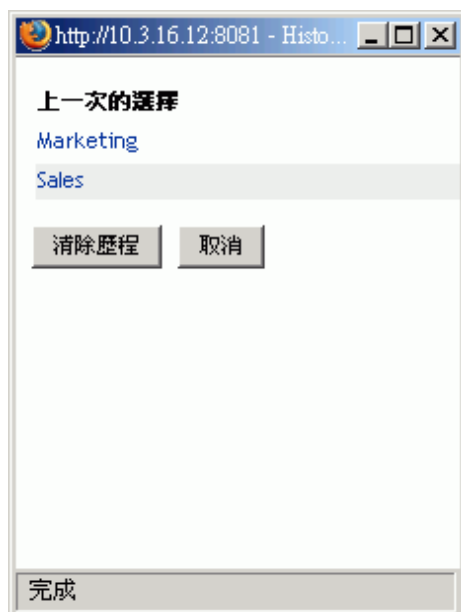 http://10.3.16.12:8081 - Histo...
上一次的選擇
Marketing
Sales
清除歷程 取消
完成